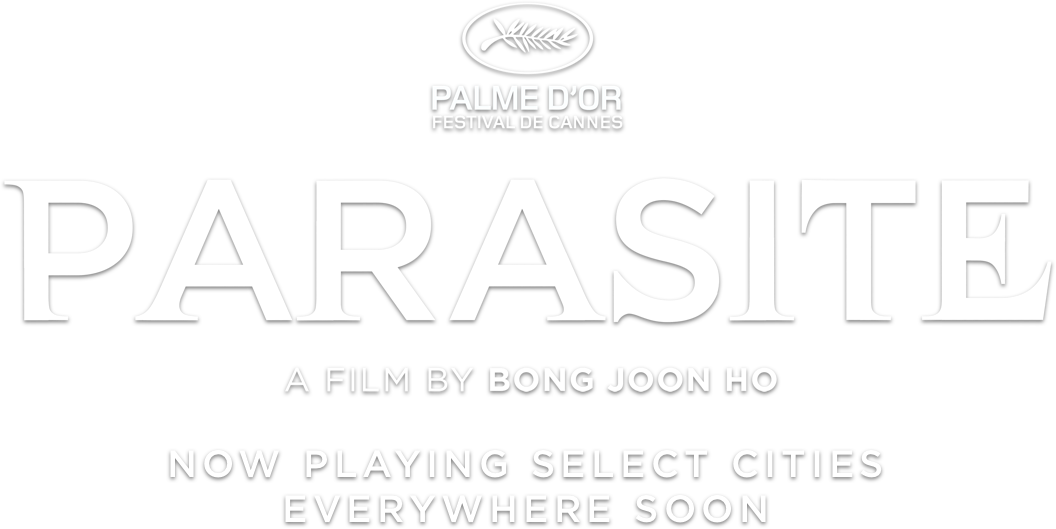 PALME D'OR
FESTIVAL DE CANNES
PARASITE
A FILM BY BONG JOON HO
NOW PLAYING SELECT CITIES
EVERYWHERE SOON